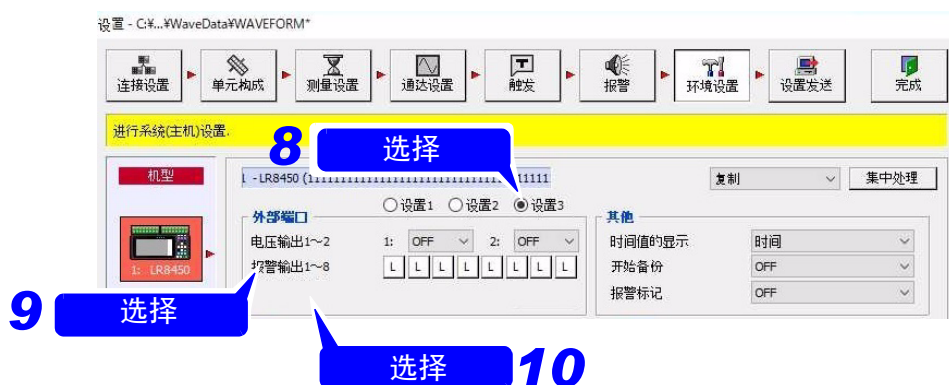 设置 - C:¥...¥WaveData¥WAVEFORM*
连接设置 单元构成 测量设置 通达设置 触发 报警 环境设置 设置发送 完成
进行系统(主机)设置.
8 选择
机型 复制 集中处理
设置1 设置2 设置3
外部端口 其他
电压输出1～2 1: OFF 2: OFF 时间值的显示 时间
报警输出1～8 L L L L L L L L 开始备份 OFF
1: LR8450 报警标记 OFF
9 选择
选择 10